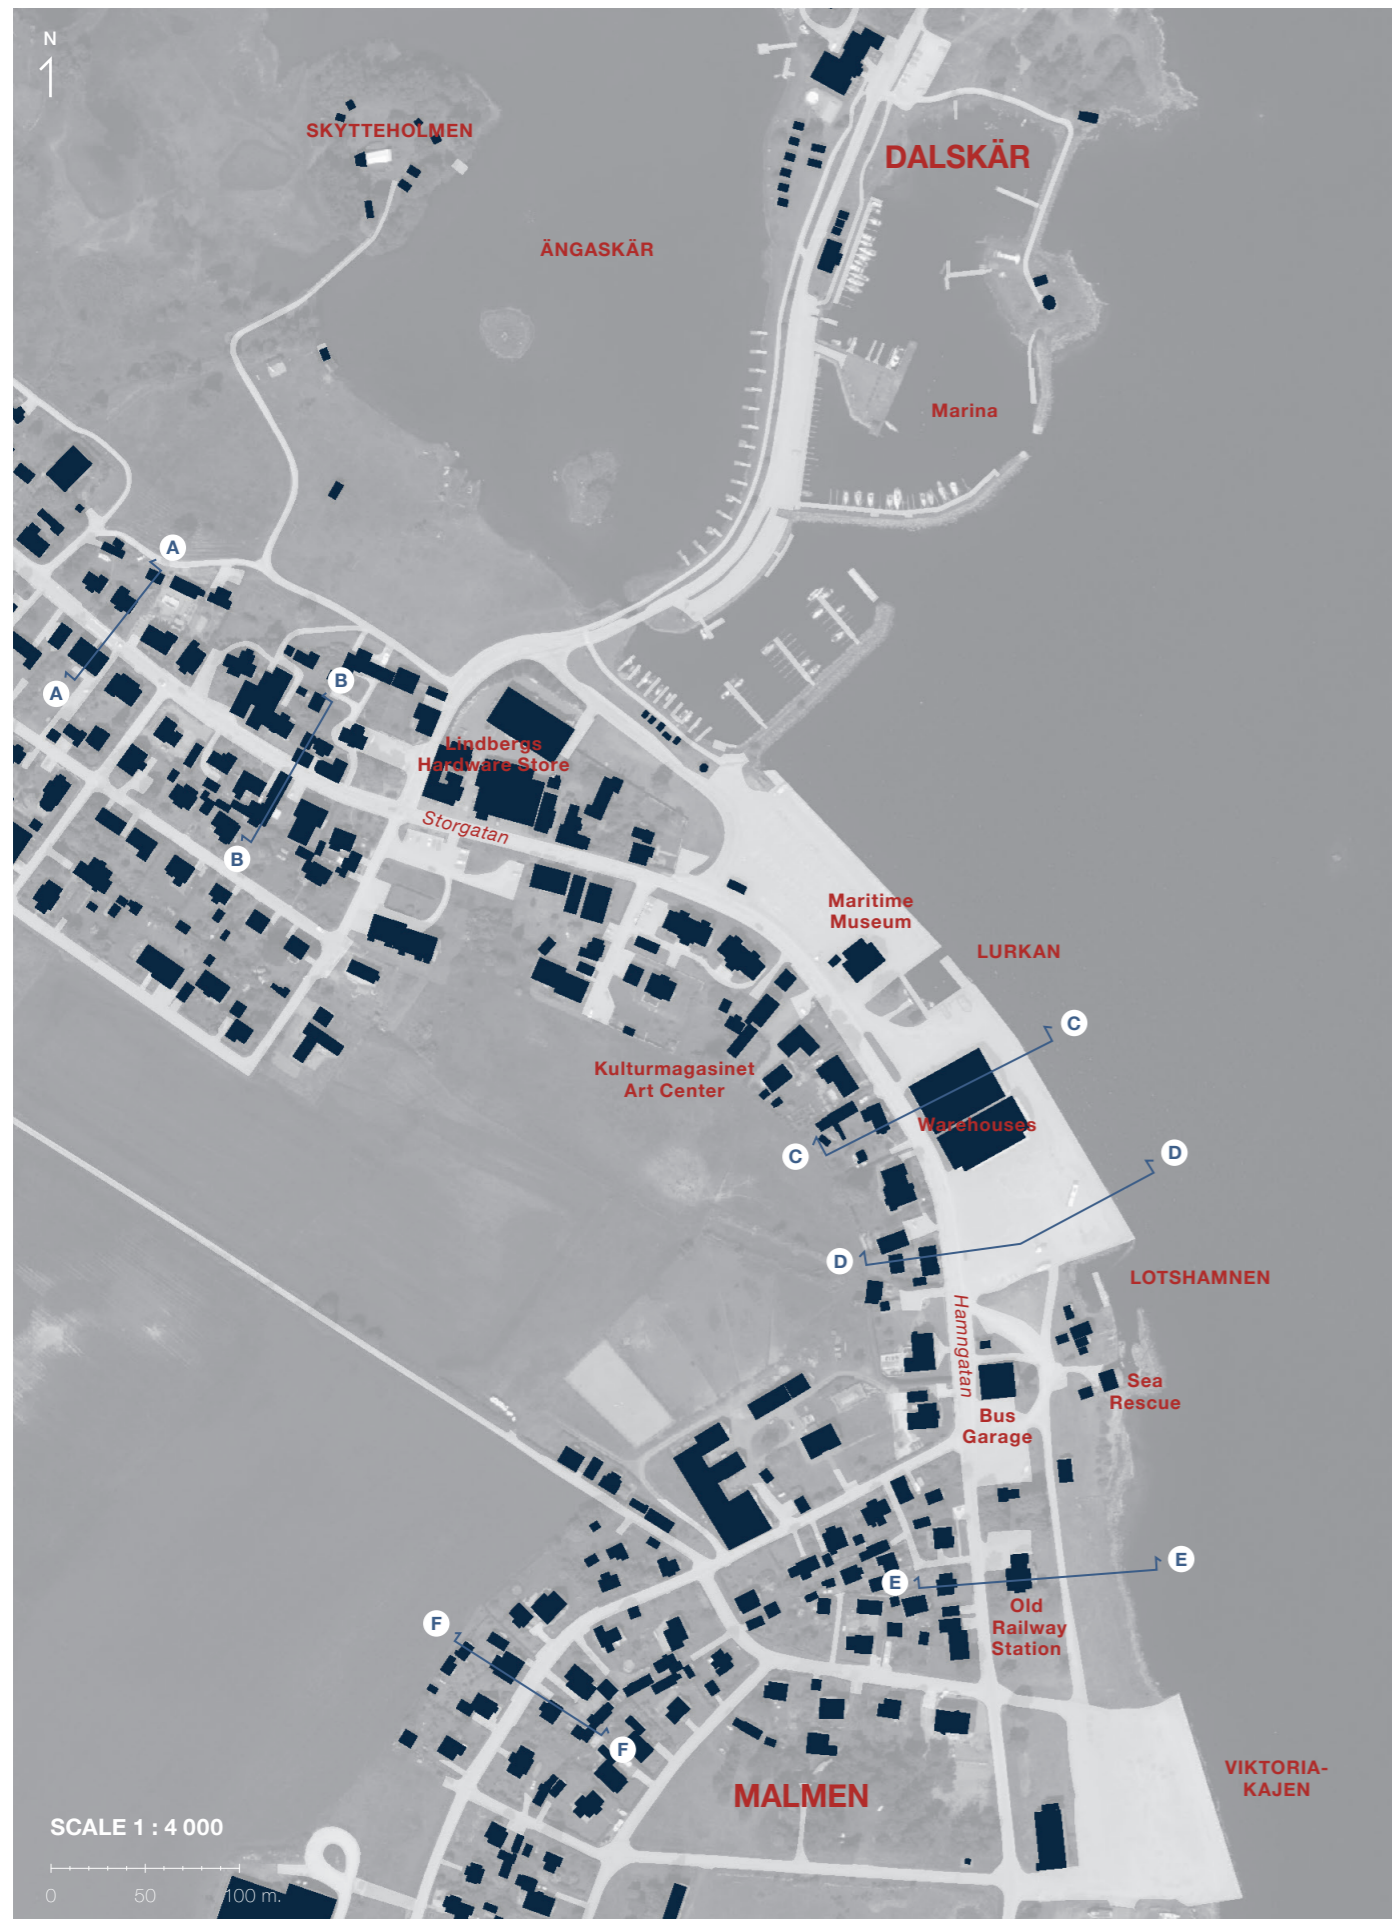 N
SKYTTEHOLMEN
DALSKÄR
ÄNGASKÄR
Marina
A
A
B
Lindbergs
Hardware Store
Storgatan
B
Maritime
Museum
LURKAN
C
Kulturmagasinet
Art Center
Warehouses
C
D
D
LOTSHAMNEN
Hamngatan
Sea
Rescue
Bus
Garage
E
E
Old
Railway
Station
F
F
VIKTORIA-
KAJEN
MALMEN
SCALE 1 : 4 000
0 50 100 m.